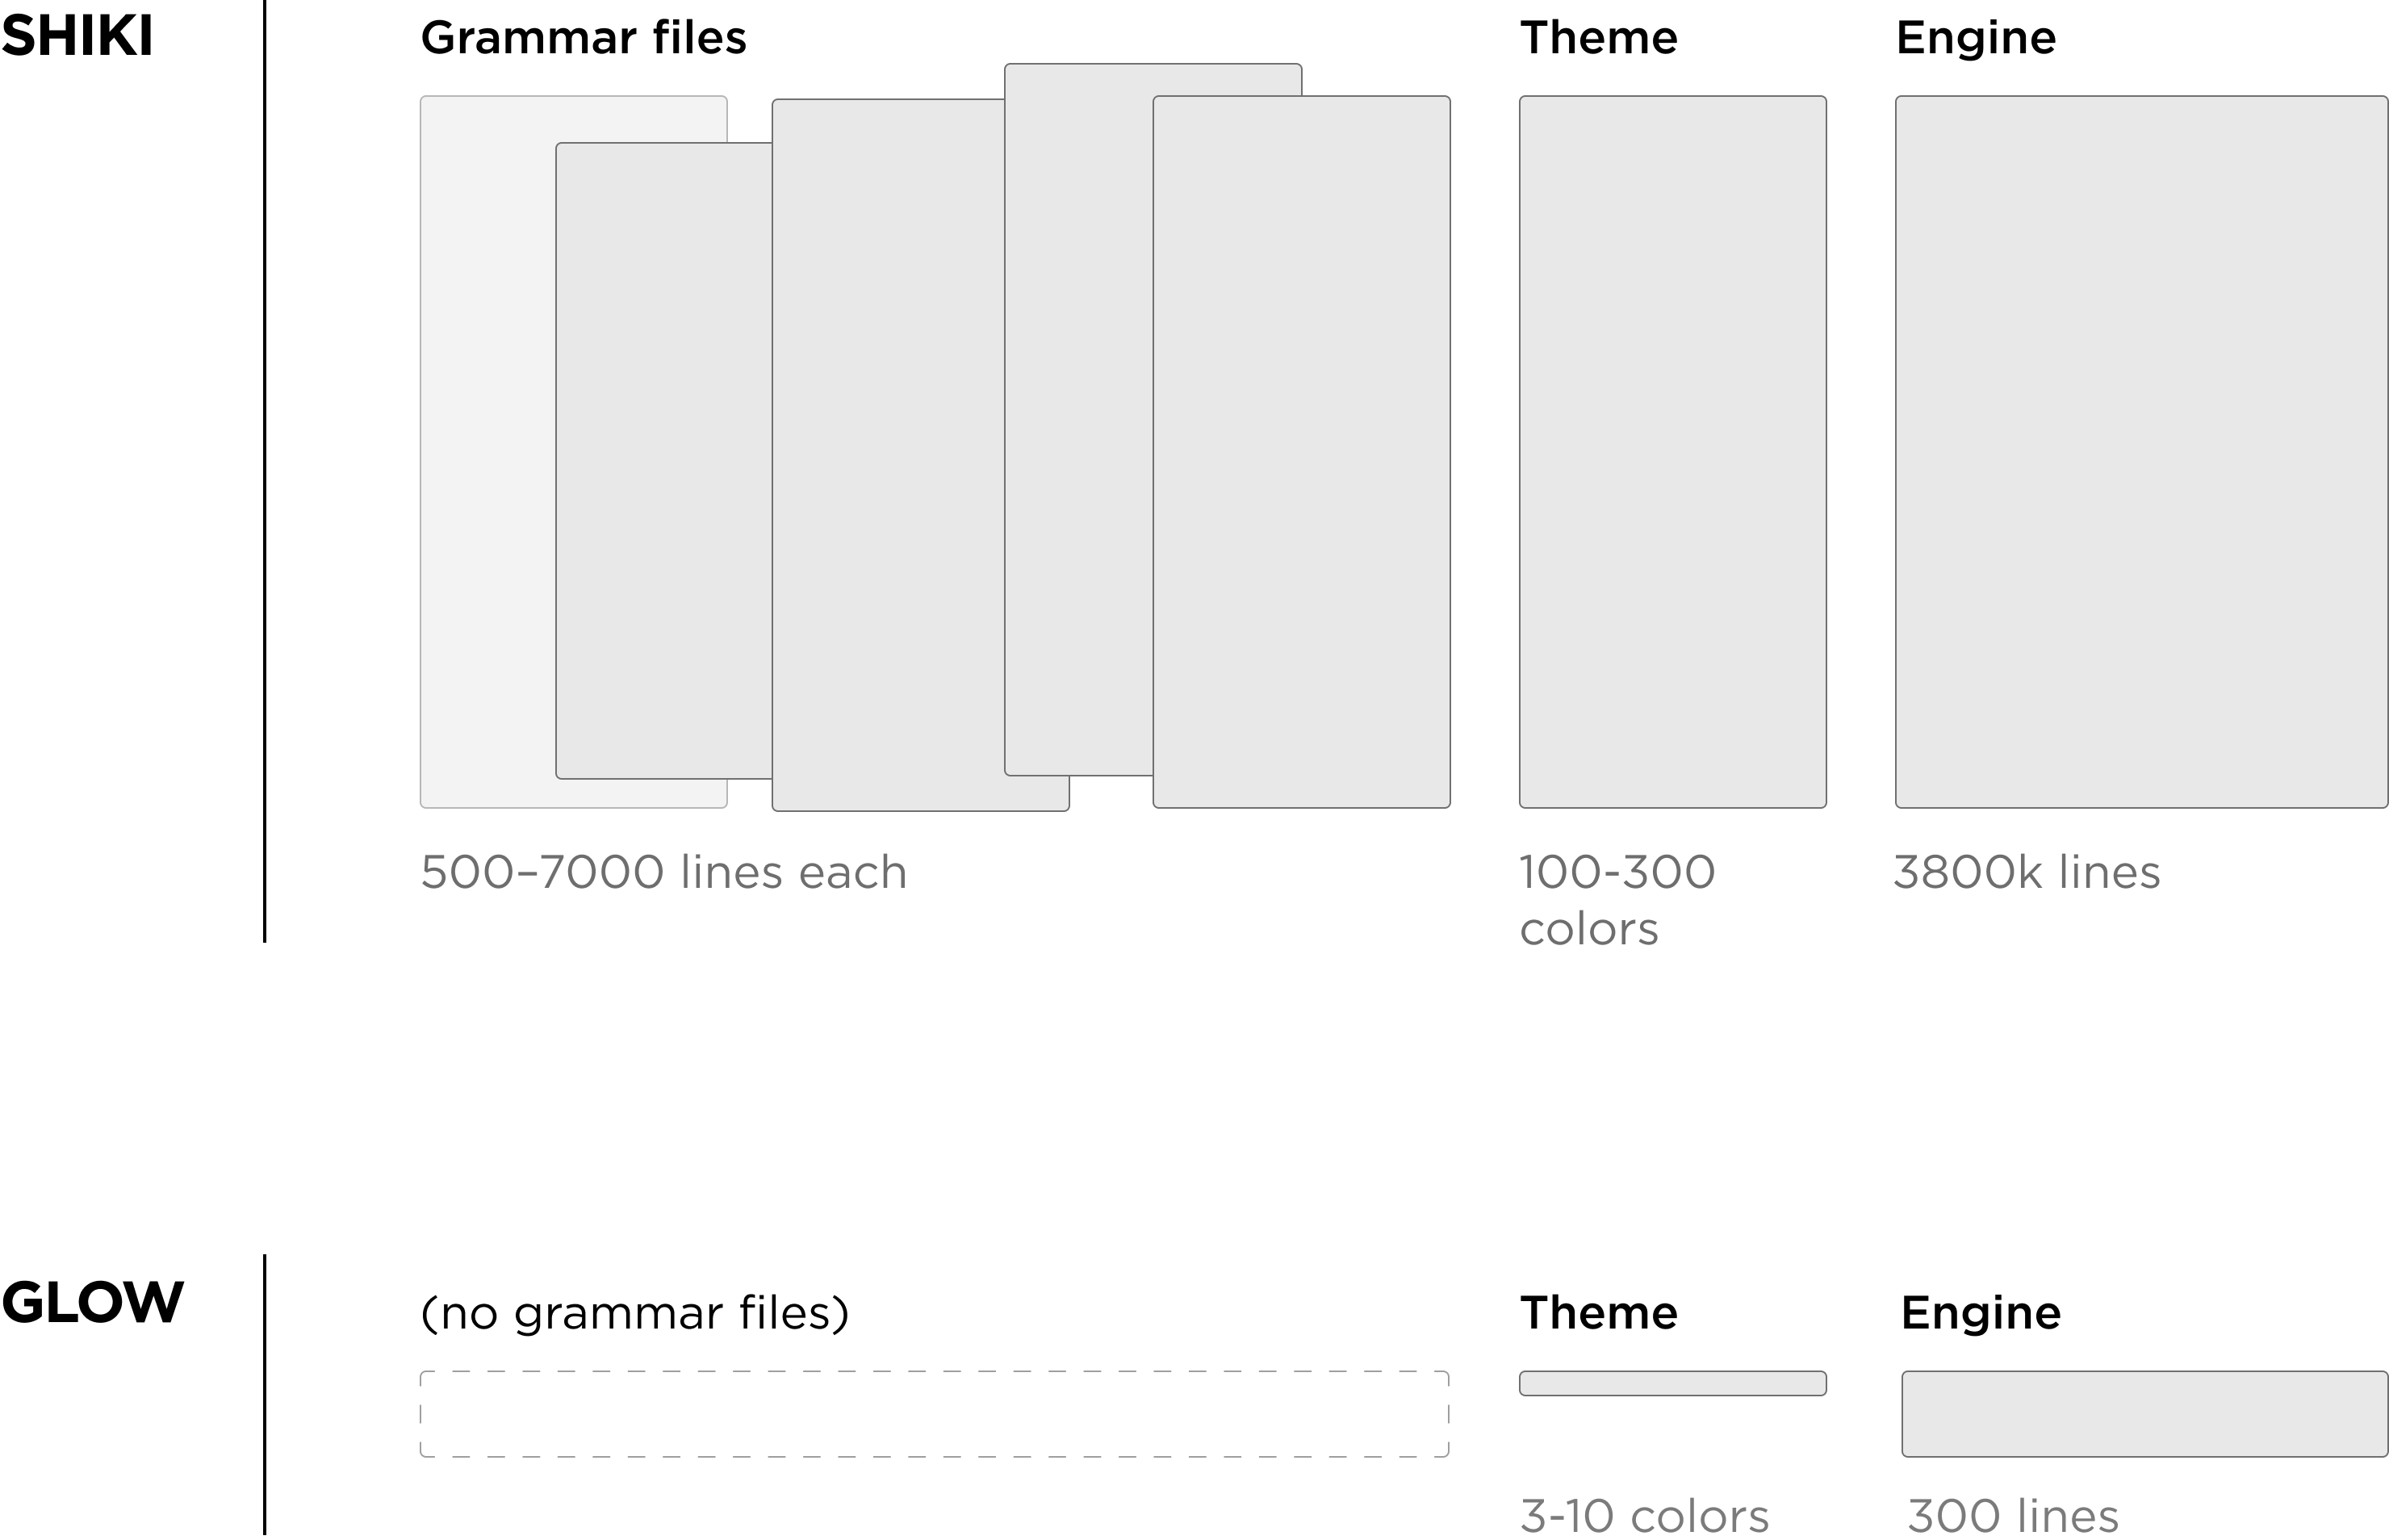 SHIKI
Grammar files
Theme
Engine
500–7000 lines each
100-300
colors
3800k lines
GLOW
(no grammar files)
Theme
Engine
3-10 colors
300 lines